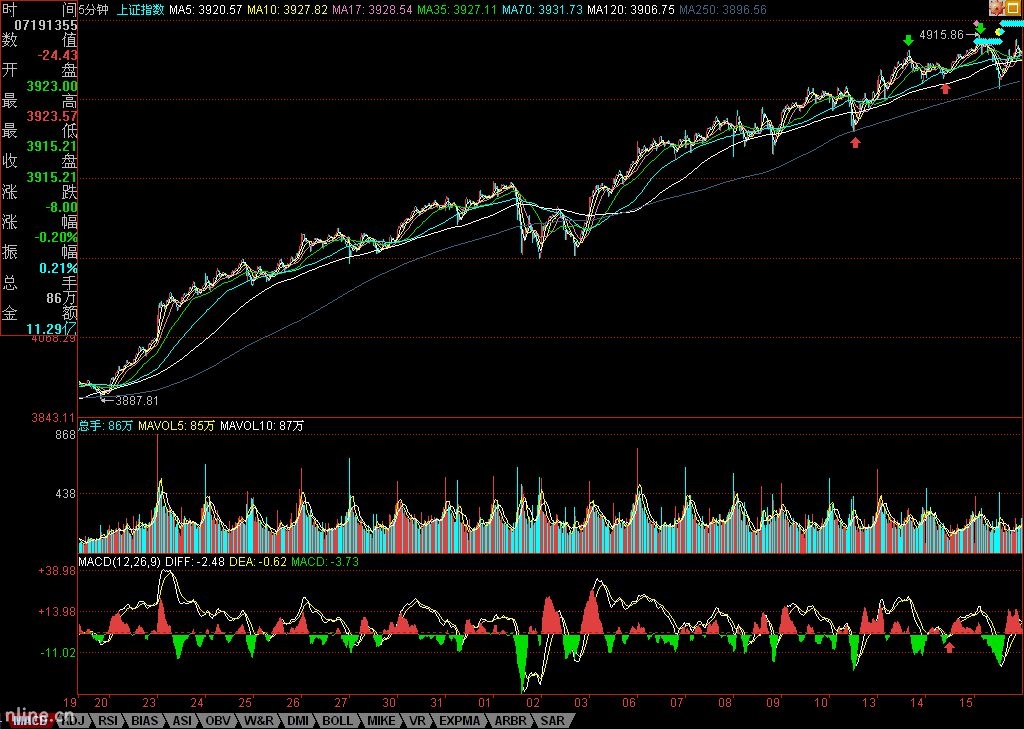 5分钟 上证指数 MA5: 3920.57 MA10: 3927.82 MA17: 3928.54 MA35: 3927.11 MA70: 3931.73 MA120: 3906.75 MA250: 3896.56
时 间
07191355
数 值
-24.43
开 盘
3923.00
最 高
3923.57
最 低
3915.21
收 盘
3915.21
涨 跌
-8.00
涨 幅
-0.20%
振 幅
0.21%
总 手
86万
金 额
11.29亿
4915.86
4068.29
3887.81
3843.11
总手: 86万 MAVOL5: 85万 MAVOL10: 87万
868
438
MACD(12,26,9) DIFF: -2.48 DEA: -0.62 MACD: -3.73
+38.98
+13.98
-11.02
19 20 23 24 25 26 27 30 31 01 02 03 06 07 08 09 10 13 14 15
nline.cn
MACD KDJ RSI BIAS ASI OBV W&R DMI BOLL MIKE VR EXPMA ARBR SAR